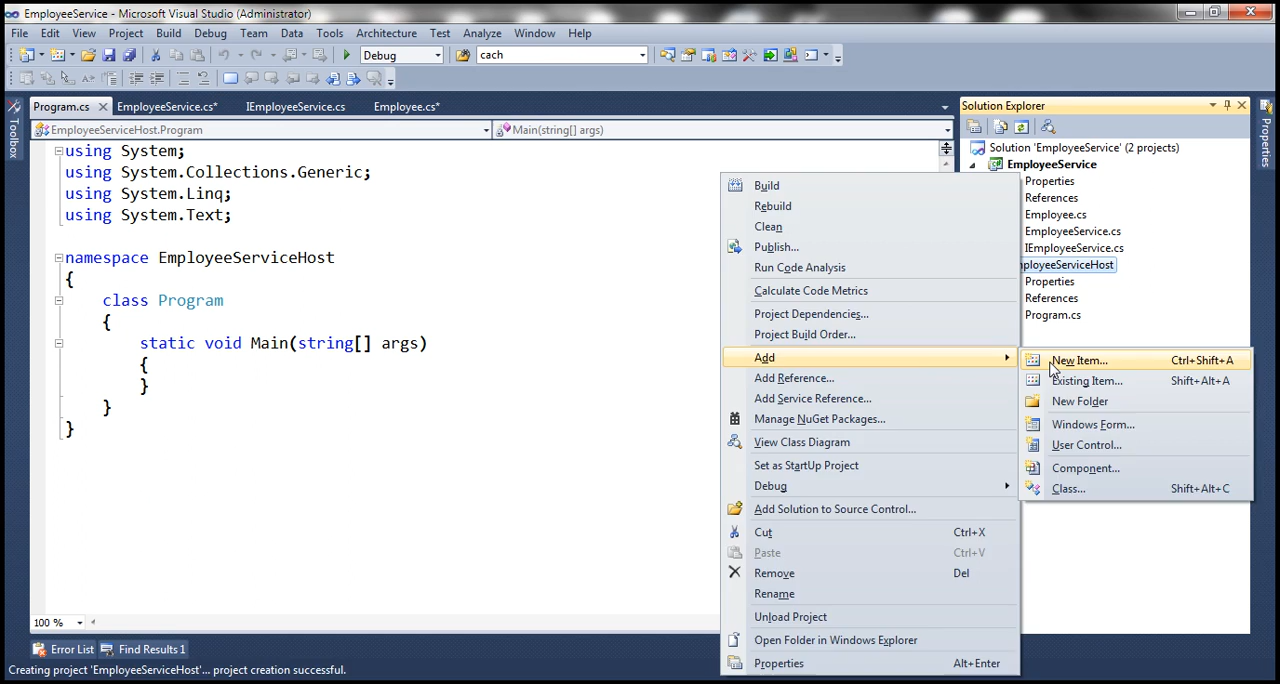 EmployeeService - Microsoft Visual Studio (Administrator)
File Edit View Project Build Debug Team Data Tools Architecture Test Analyze Window Help
Debug cach
Program.cs EmployeeService.cs* IEmployeeService.cs Employee.cs*
EmployeeServiceHost.Program Main(string[] args)
Toolbox
using System;
using System.Collections.Generic;
using System.Linq;
using System.Text;
namespace EmployeeServiceHost
{
class Program
{
static void Main(string[] args)
{
}
}
}
100 %
Build
Rebuild
Clean
Publish...
Run Code Analysis
Calculate Code Metrics
Project Dependencies...
Project Build Order...
Add
Add Reference...
Add Service Reference...
Manage NuGet Packages...
View Class Diagram
Set as StartUp Project
Debug
Add Solution to Source Control...
Cut Ctrl+X
Paste Ctrl+V
Remove Del
Rename
Unload Project
Open Folder in Windows Explorer
Properties Alt+Enter
New Item... Ctrl+Shift+A
Existing Item... Shift+Alt+A
New Folder
Windows Form...
User Control...
Component...
Class... Shift+Alt+C
Solution Explorer
Solution 'EmployeeService' (2 projects)
EmployeeService
Properties
References
Employee.cs
EmployeeService.cs
IEmployeeService.cs
ployeeServiceHost
Properties
References
Program.cs
Properties
Error List Find Results 1
Creating project 'EmployeeServiceHost'... project creation successful.